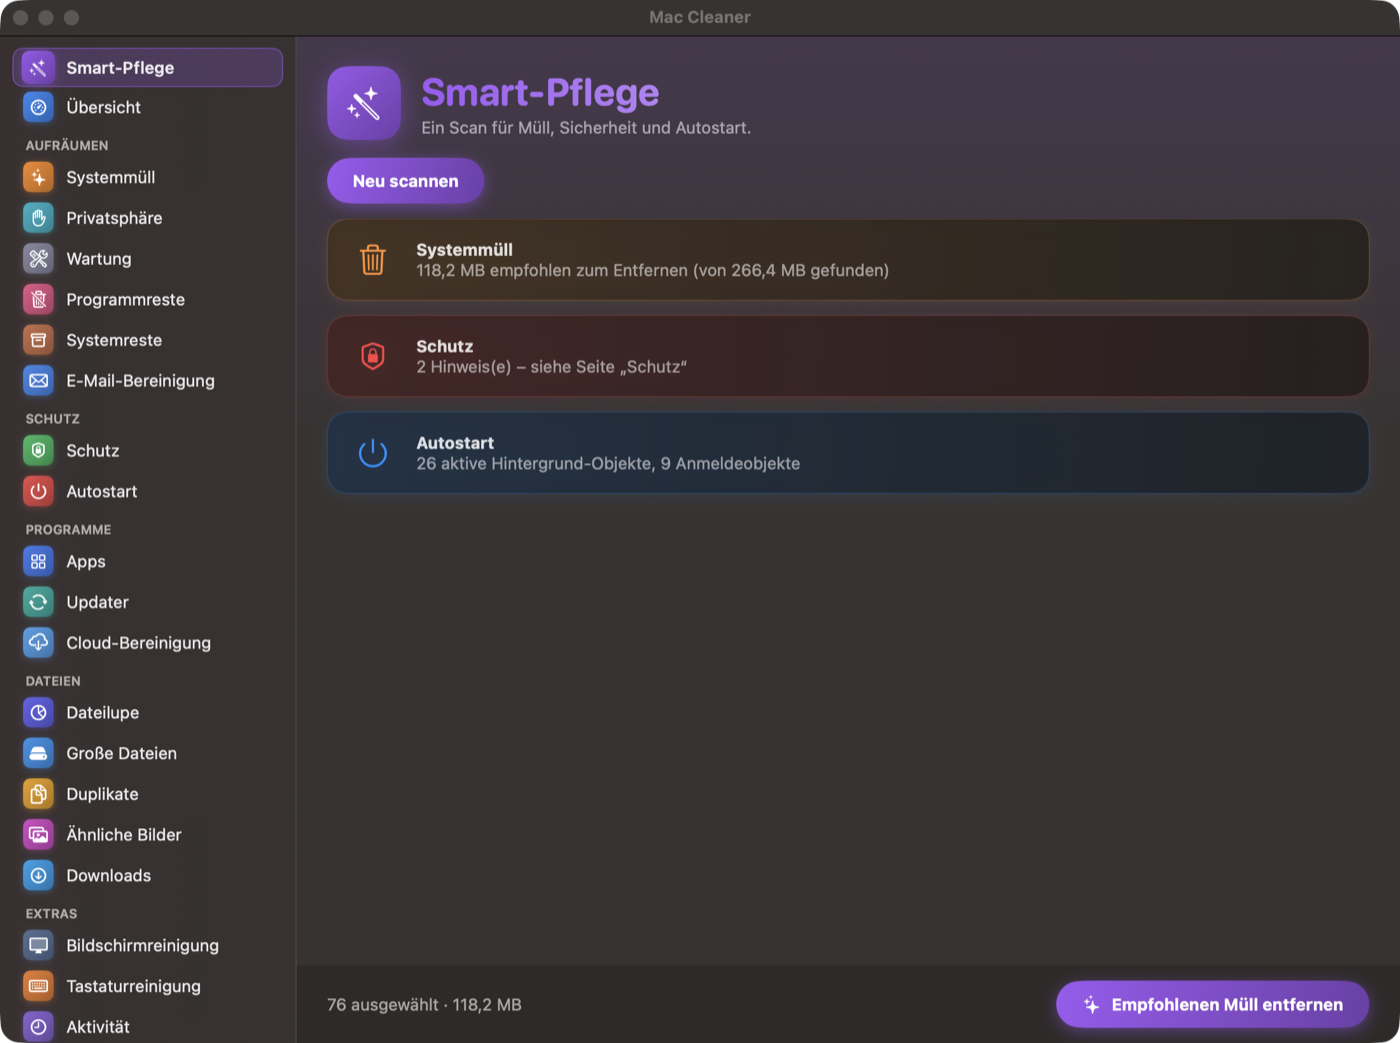 Mac Cleaner
Smart-Pflege
Übersicht
AUFRÄUMEN
Systemmüll
Privatsphäre
Wartung
Programmreste
Systemreste
E-Mail-Bereinigung
SCHUTZ
Schutz
Autostart
PROGRAMME
Apps
Updater
Cloud-Bereinigung
DATEIEN
Dateilupe
Große Dateien
Duplikate
Ähnliche Bilder
Downloads
EXTRAS
Bildschirmreinigung
Tastaturreinigung
Aktivität
Smart-Pflege
Ein Scan für Müll, Sicherheit und Autostart.
Neu scannen
Systemmüll
118,2 MB empfohlen zum Entfernen (von 266,4 MB gefunden)
Schutz
2 Hinweis(e) – siehe Seite „Schutz“
Autostart
26 aktive Hintergrund-Objekte, 9 Anmeldeobjekte
76 ausgewählt · 118,2 MB
Empfohlenen Müll entfernen